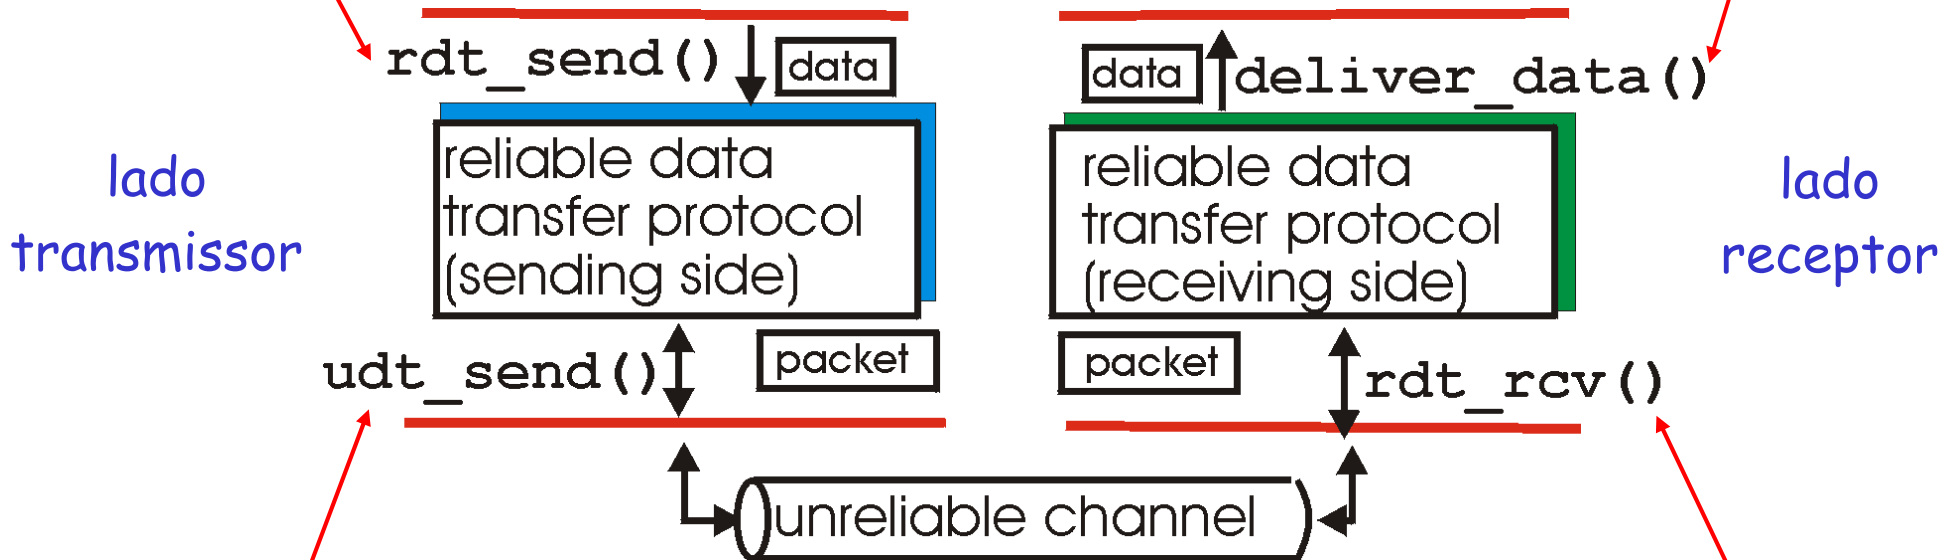 rdt_send()
data
data
deliver_data()
lado
transmissor
reliable data
transfer protocol
(sending side)
reliable data
transfer protocol
(receiving side)
lado
receptor
udt_send()
packet
packet
rdt_rcv()
unreliable channel